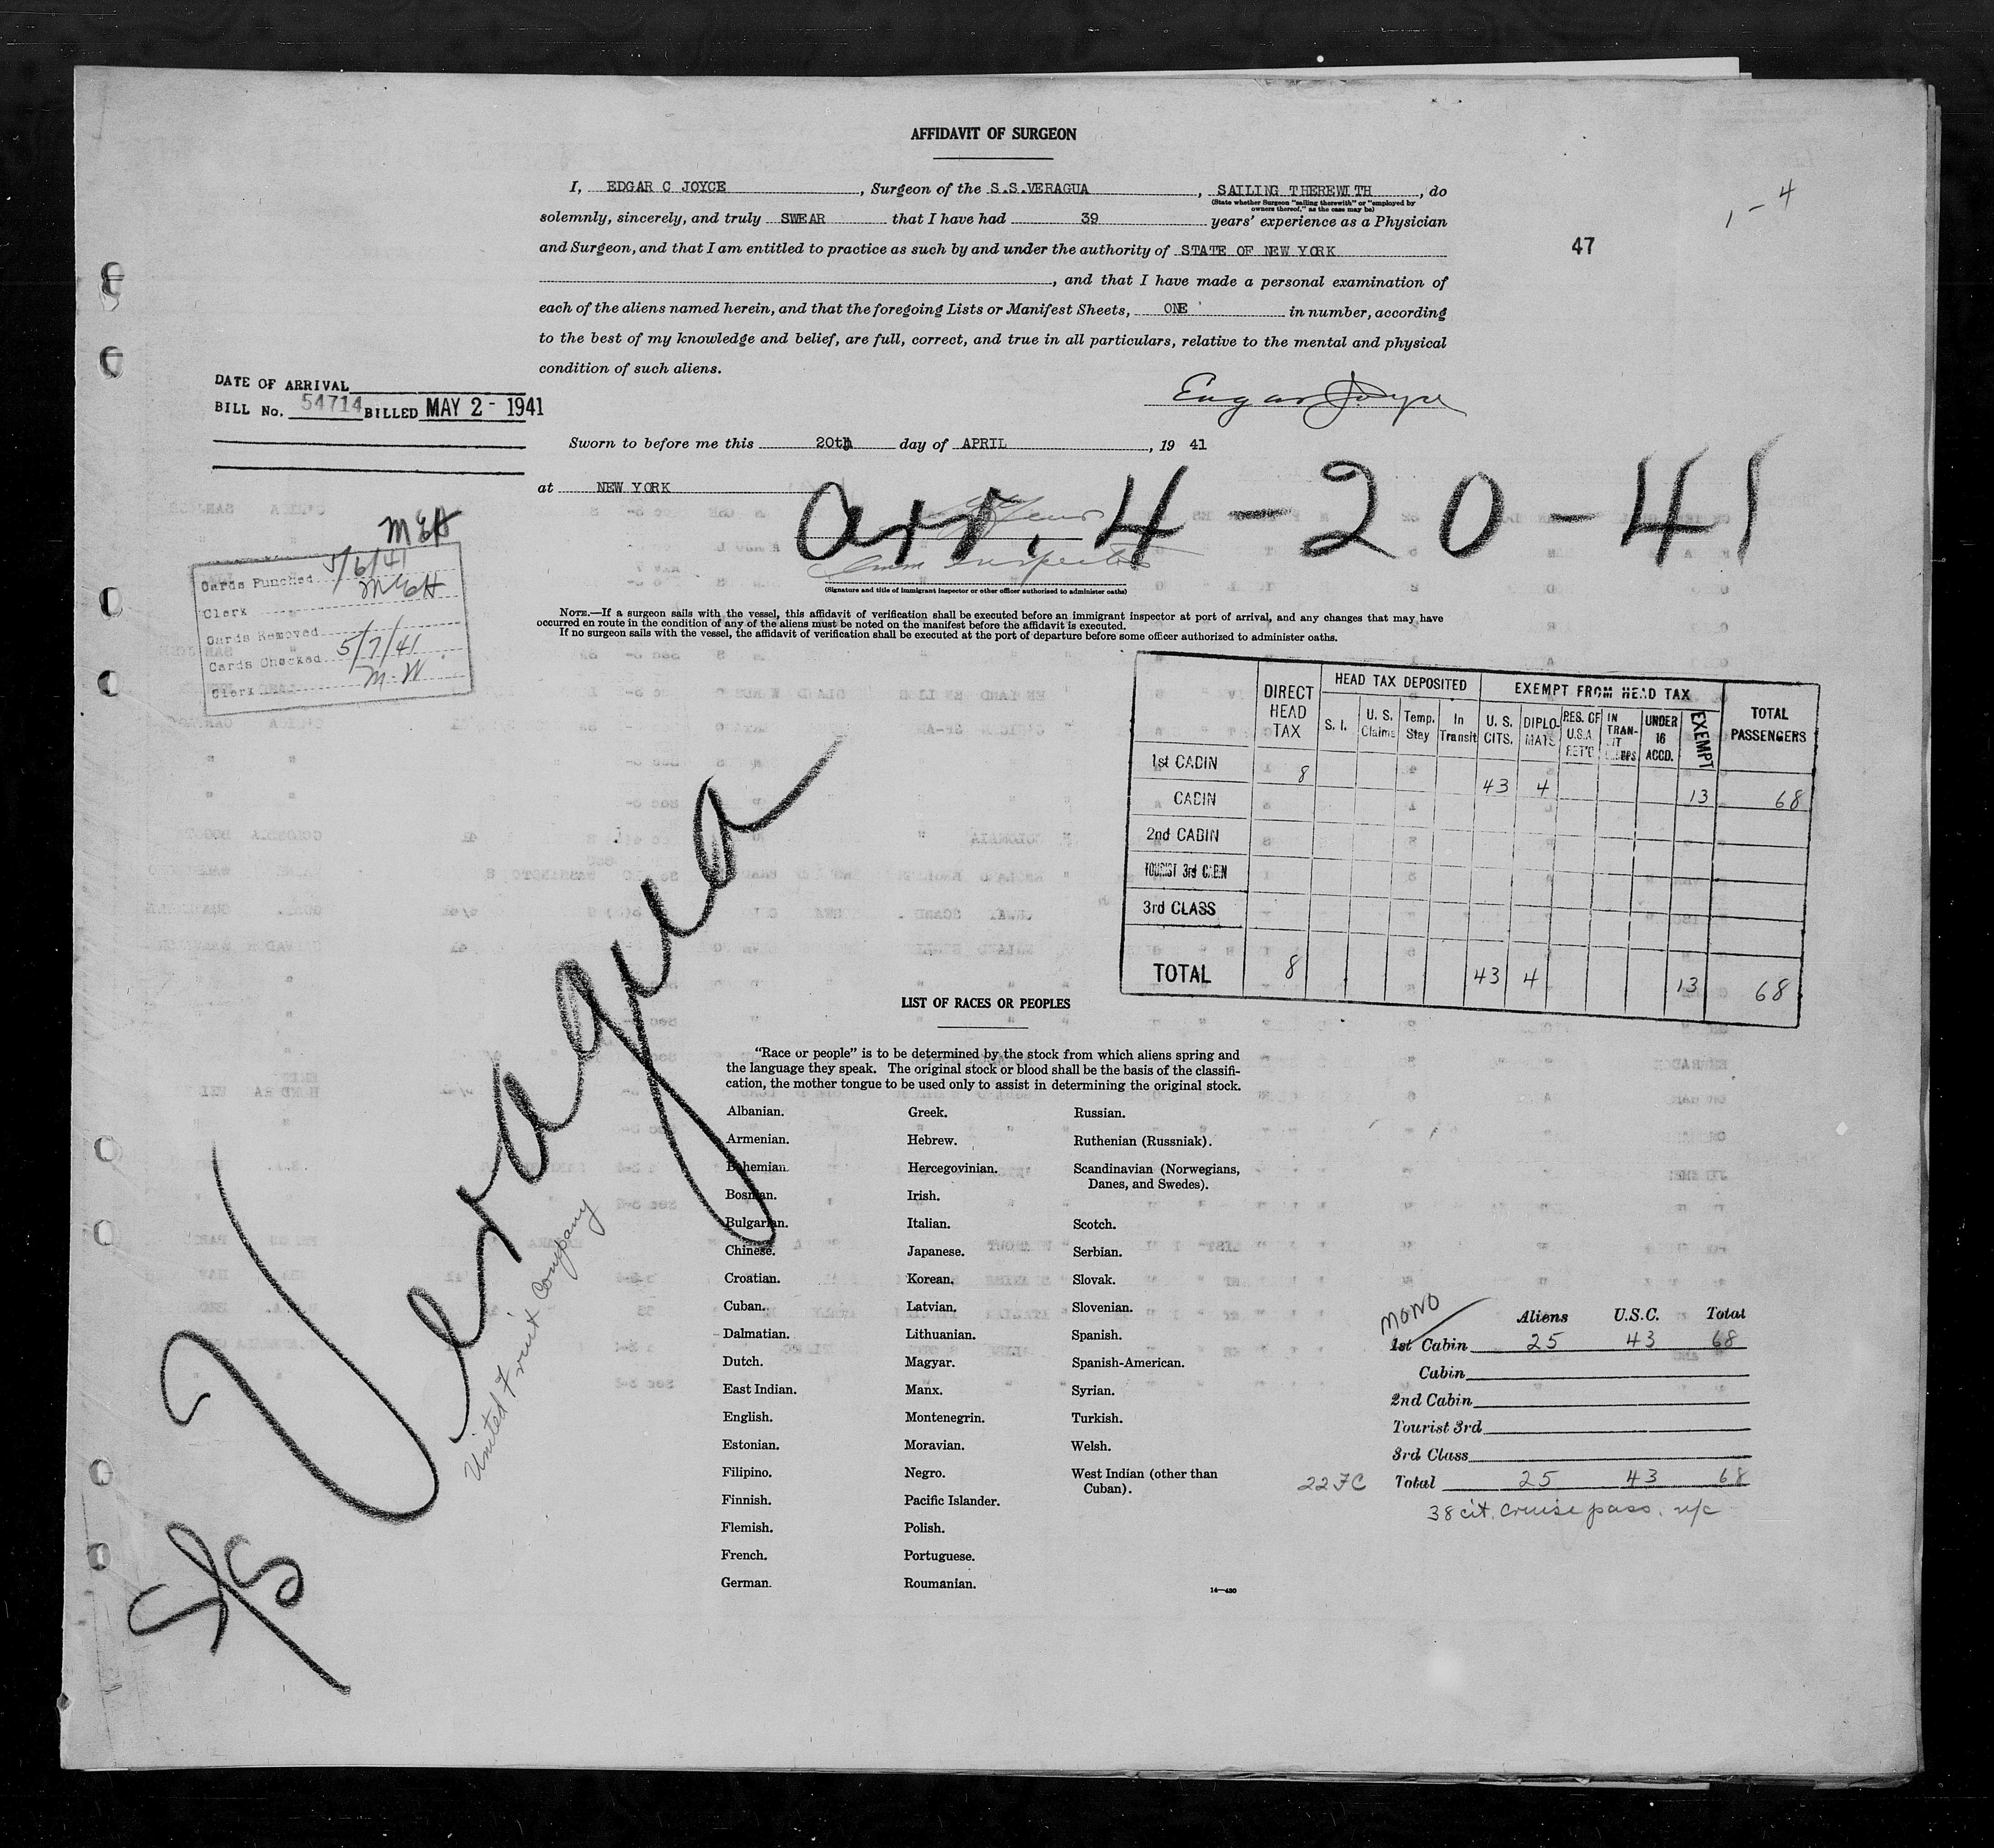 AFFIDAVIT OF SURGEON
I, EDGAR C JOYCE, Surgeon of the S.S.VERAGUA, SAILING THEREWITH, do
(State whether Surgeon "sailing therewith" or "employed by
owners thereof," as the case may be)
solemnly, sincerely, and truly SWEAR that I have had 39 years' experience as a Physician
and Surgeon, and that I am entitled to practice as such by and under the authority of STATE OF NEW YORK
, and that I have made a personal examination of
each of the aliens named herein, and that the foregoing Lists or Manifest Sheets, ONE in number, according
to the best of my knowledge and belief, are full, correct, and true in all particulars, relative to the mental and physical
condition of such aliens.
1-4
47
Edgar Joyce
DATE OF ARRIVAL
BILL No. 54714 BILLED MAY 2- 1941
Sworn to before me this 20th day of APRIL, 19 41
at NEW YORK
arr. 4-20-41
Imm Inspector
(Signature and title of immigrant inspector or other officer authorized to administer oaths)
MEH
Cards Punched 5/6/41
Clerk MEH
Cards Removed
Cards Checked 5/7/41
Clerk M.W.
NOTE.—If a surgeon sails with the vessel, this affidavit of verification shall be executed before an immigrant inspector at port of arrival, and any changes that may have
occurred en route in the condition of any of the aliens must be noted on the manifest before the affidavit is executed.
If no surgeon sails with the vessel, the affidavit of verification shall be executed at the port of departure before some officer authorized to administer oaths.
DIRECT HEAD TAX HEAD TAX DEPOSITED EXEMPT FROM HEAD TAX TOTAL PASSENGERS
S. I. U. S. Claims Temp. Stay In Transit U. S. CITS. DIPLOMATS RES. OF U.S.A. RET'G IN TRANSIT UNDER 16 ACCD. EXEMPT
1st CABIN 8 43 4 13 68
CABIN
2nd CABIN
TOURIST 3rd CABIN
3rd CLASS
TOTAL 8 43 4 13 68
S/S Veragua
United Fruit Company
LIST OF RACES OR PEOPLES
"Race or people" is to be determined by the stock from which aliens spring and
the language they speak. The original stock or blood shall be the basis of the classifi-
cation, the mother tongue to be used only to assist in determining the original stock.
Albanian.
Armenian.
Bohemian.
Bosnian.
Bulgarian.
Chinese.
Croatian.
Cuban.
Dalmatian.
Dutch.
East Indian.
English.
Estonian.
Filipino.
Finnish.
Flemish.
French.
German.
Greek.
Hebrew.
Hercegovinian.
Irish.
Italian.
Japanese.
Korean.
Latvian.
Lithuanian.
Magyar.
Manx.
Montenegrin.
Moravian.
Negro.
Pacific Islander.
Polish.
Portuguese.
Roumanian.
Russian.
Ruthenian (Russniak).
Scandinavian (Norwegians,
Danes, and Swedes).
Scotch.
Serbian.
Slovak.
Slovenian.
Spanish.
Spanish-American.
Syrian.
Turkish.
Welsh.
West Indian (other than
Cuban).
14—430
MONO
Aliens U.S.C. Total
1st Cabin 25 43 68
Cabin
2nd Cabin
Tourist 3rd
3rd Class
22 FC
Total 25 43 68
38 cit. cruise pass. n/c